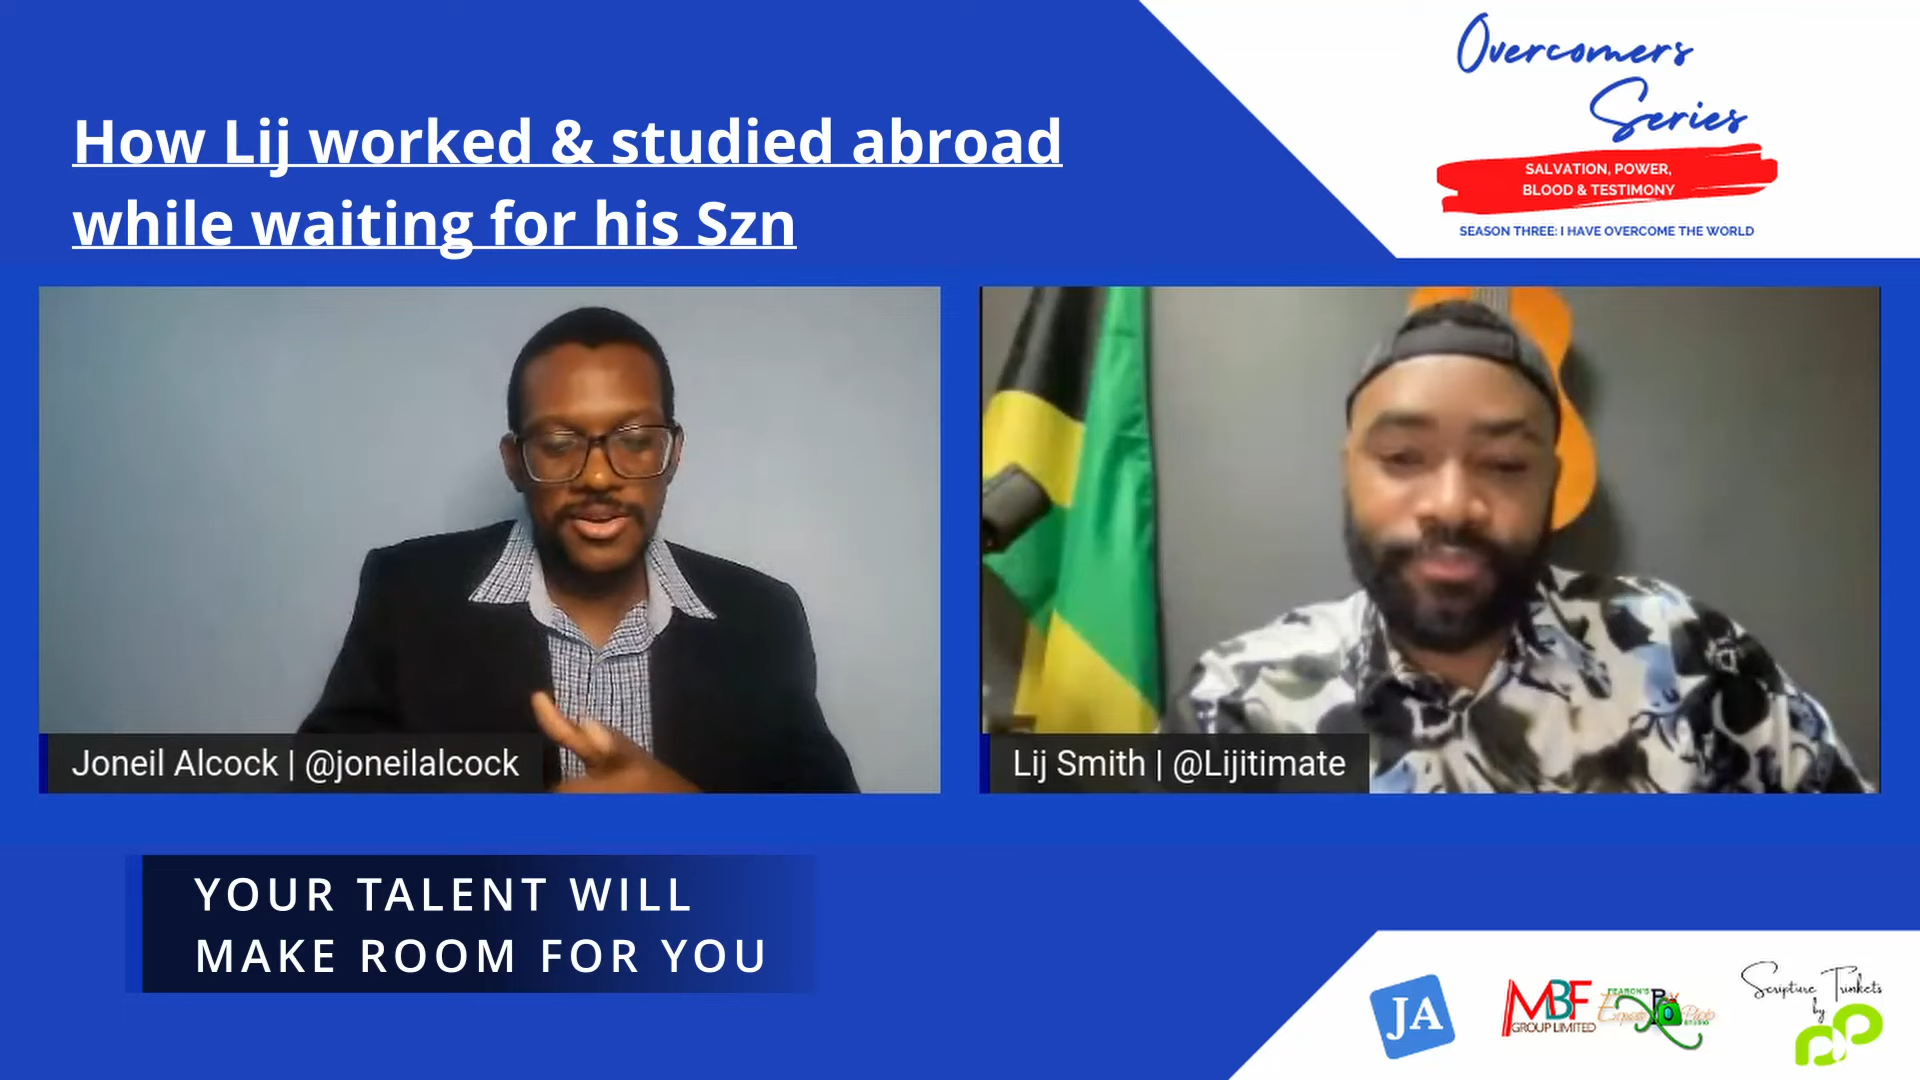 Overcomers
Series
SALVATION, POWER,
BLOOD & TESTIMONY
SEASON THREE: I HAVE OVERCOME THE WORLD
How Lij worked & studied abroad
while waiting for his Szn
Joneil Alcock | @joneilalcock
Lij Smith | @Lijitimate
YOUR TALENT WILL
MAKE ROOM FOR YOU
JA
MBF
GROUP LIMITED
FEARON'S
STUDIO
Scripture Trinkets
by